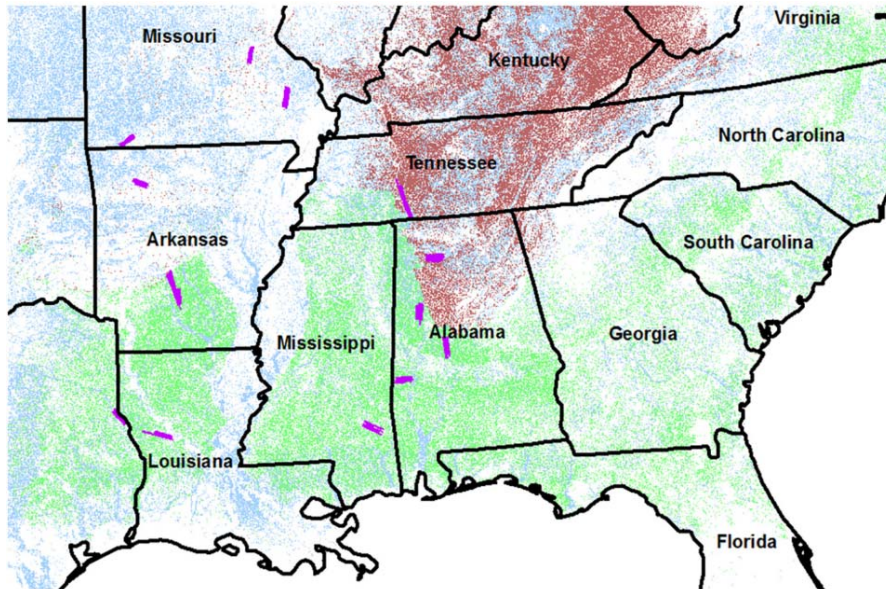 Missouri
Virginia
Kentucky
North Carolina
Tennessee
Arkansas
South Carolina
Mississippi
Alabama
Georgia
Louisiana
Florida